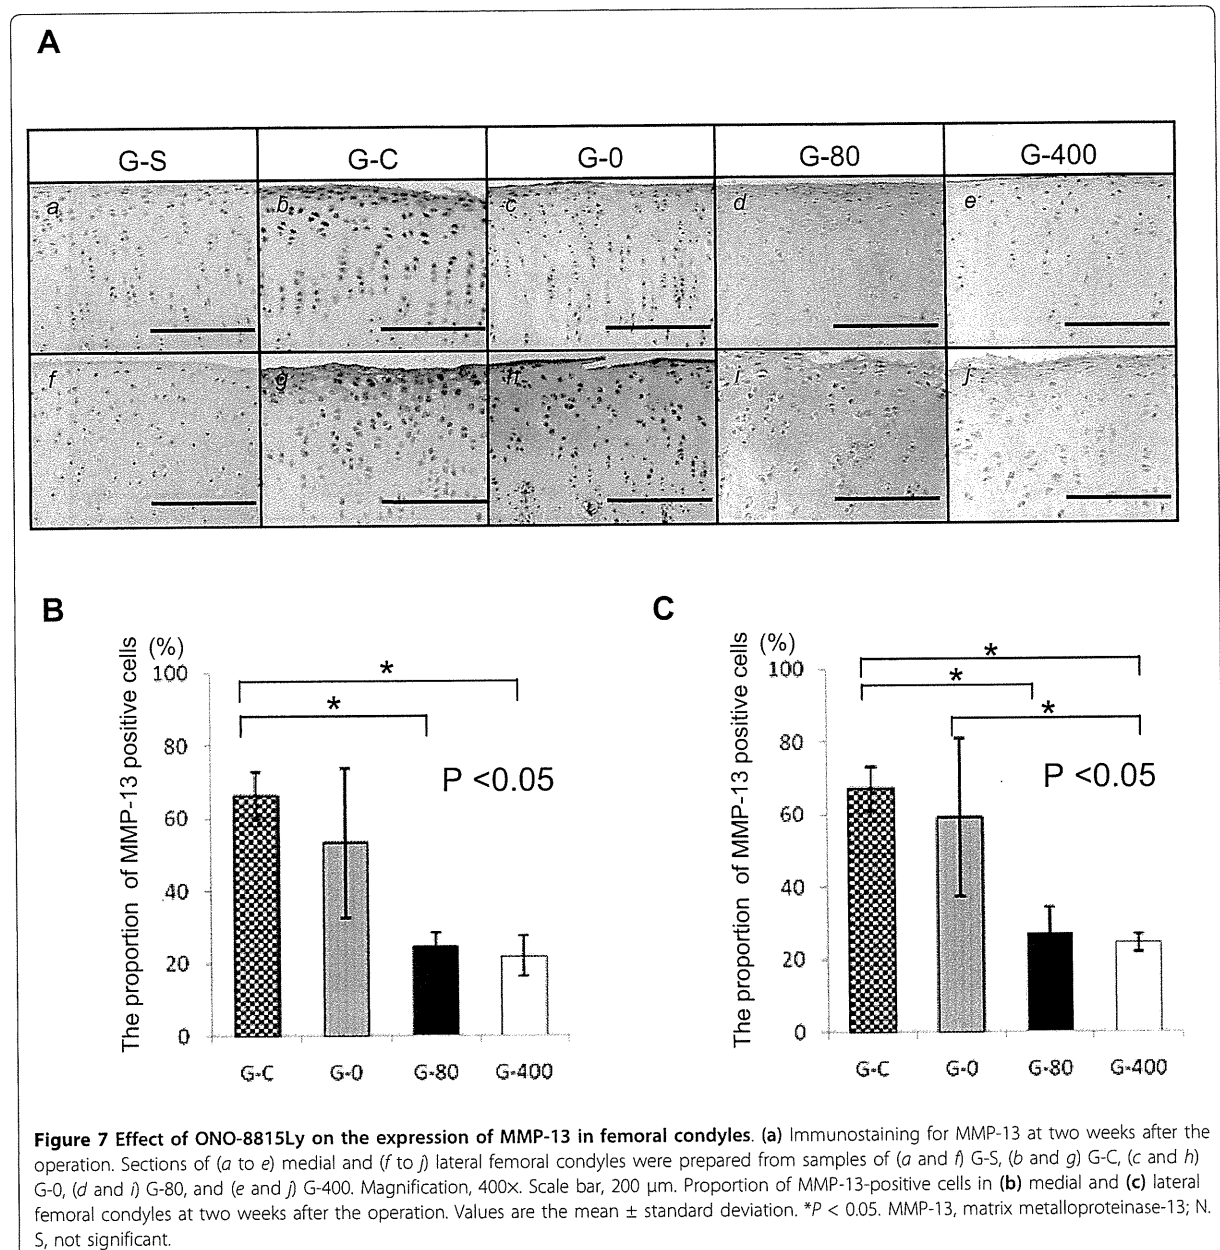 A
G-S G-C G-0 G-80 G-400
a b c d e
f g h i j
B
The proportion of MMP-13 positive cells
(%)
100
80
60
40
20
0
*
*
P <0.05
G-C G-0 G-80 G-400
C
The proportion of MMP-13 positive cells
(%)
100
80
60
40
20
0
*
*
*
P <0.05
G-C G-0 G-80 G-400
Figure 7 Effect of ONO-8815Ly on the expression of MMP-13 in femoral condyles. (a) Immunostaining for MMP-13 at two weeks after the
operation. Sections of (a to e) medial and (f to j) lateral femoral condyles were prepared from samples of (a and f) G-S, (b and g) G-C, (c and h)
G-0, (d and i) G-80, and (e and j) G-400. Magnification, 400x. Scale bar, 200 μm. Proportion of MMP-13-positive cells in (b) medial and (c) lateral
femoral condyles at two weeks after the operation. Values are the mean ± standard deviation. *P < 0.05. MMP-13, matrix metalloproteinase-13; N.
S, not significant.